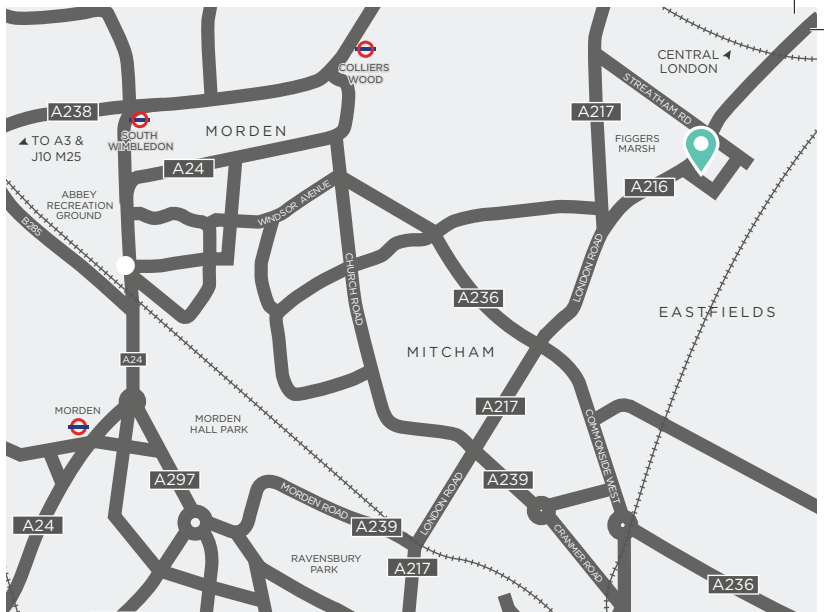 CENTRAL
LONDON
COLLIERS
WOOD
STREATHAM RD
A238
A217
SOUTH
WIMBLEDON
MORDEN
TO A3 &
J10 M25
FIGGERS
MARSH
A24
A216
ABBEY
RECREATION
GROUND
WINDSOR AVENUE
B285
CHURCH ROAD
LONDON ROAD
A236
EASTFIELDS
MITCHAM
A24
MORDEN
MORDEN
HALL PARK
A217
COMMONSIDE WEST
A297
A239
MORDEN ROAD
LONDON ROAD
A24
A239
CRANMER ROAD
RAVENSBURY
PARK
A217
A236